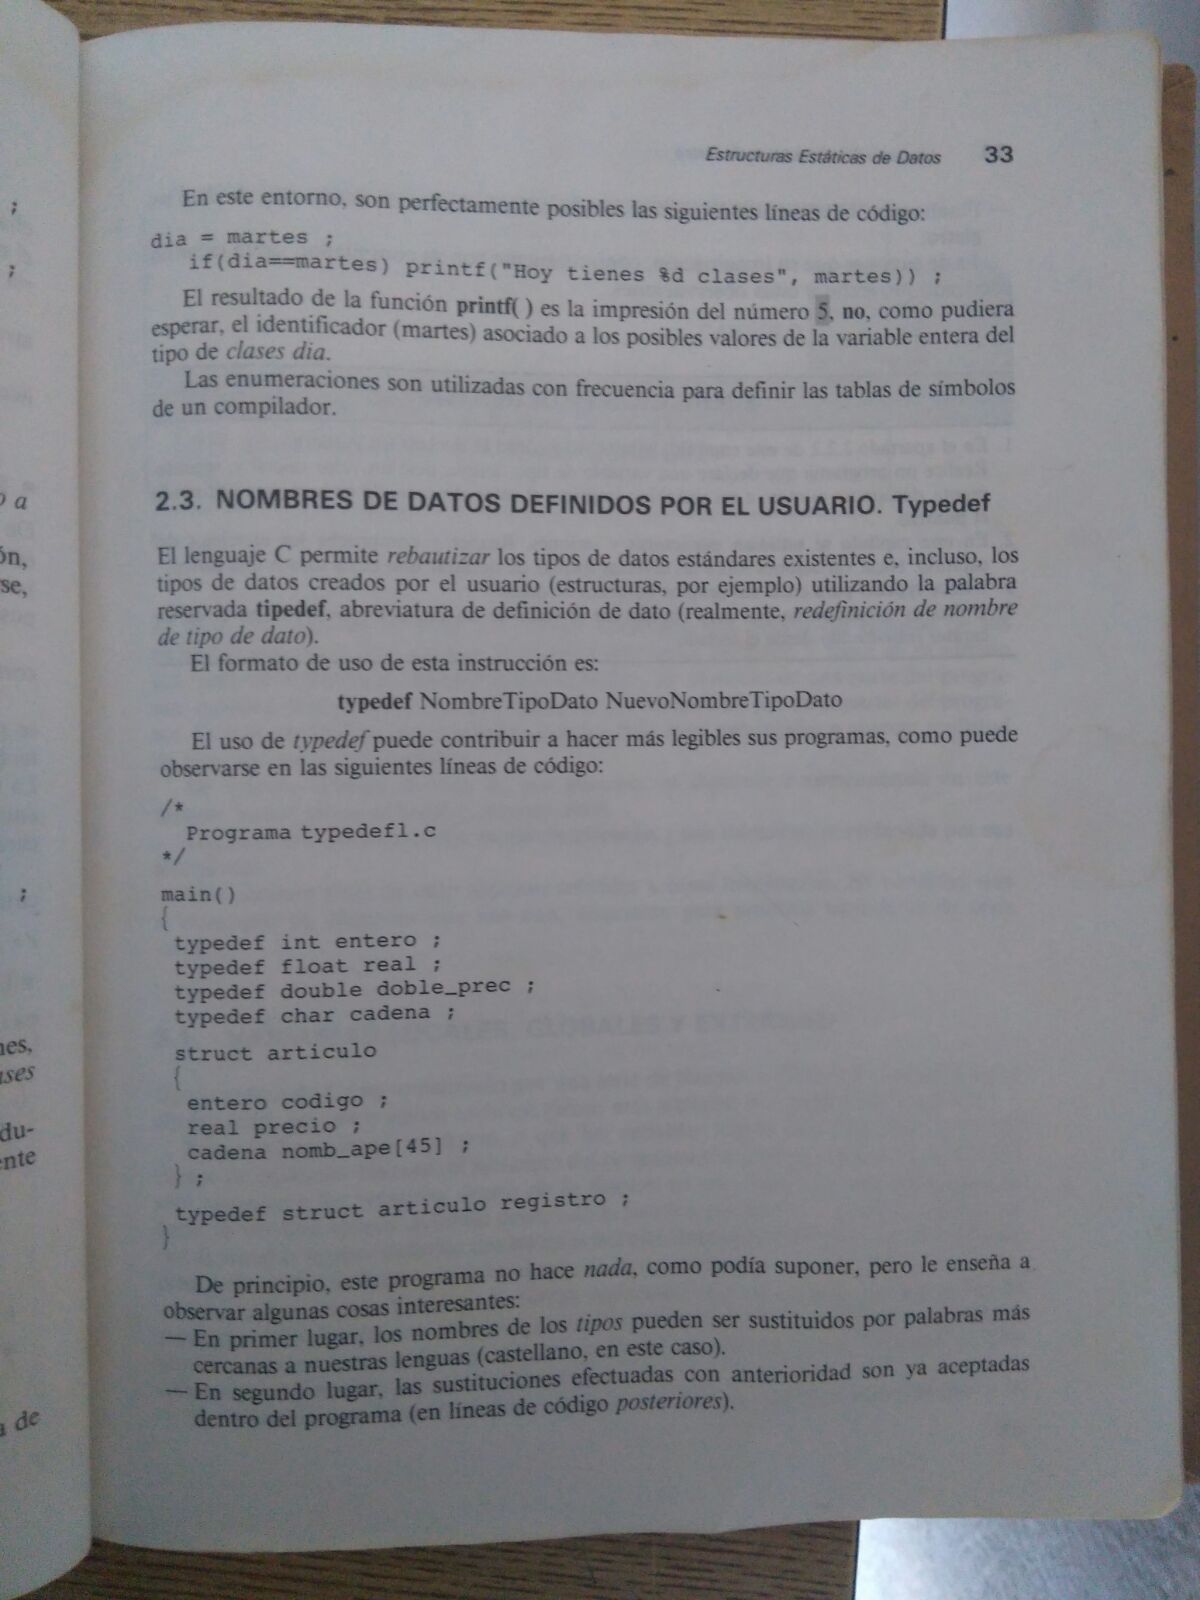 Estructuras Estáticas de Datos 33
En este entorno, son perfectamente posibles las siguientes líneas de código:
dia = martes ;
if(dia==martes) printf("Hoy tienes %d clases", martes)) ;
El resultado de la función printf( ) es la impresión del número 5, no, como pudiera
esperar, el identificador (martes) asociado a los posibles valores de la variable entera del
tipo de clases dia.
Las enumeraciones son utilizadas con frecuencia para definir las tablas de símbolos
de un compilador.
2.3. NOMBRES DE DATOS DEFINIDOS POR EL USUARIO. Typedef
El lenguaje C permite rebautizar los tipos de datos estándares existentes e, incluso, los
tipos de datos creados por el usuario (estructuras, por ejemplo) utilizando la palabra
reservada tipedef, abreviatura de definición de dato (realmente, redefinición de nombre
de tipo de dato).
El formato de uso de esta instrucción es:
typedef NombreTipoDato NuevoNombreTipoDato
El uso de typedef puede contribuir a hacer más legibles sus programas, como puede
observarse en las siguientes líneas de código:
/*
Programa typedef1.c
*/
main()
{
typedef int entero ;
typedef float real ;
typedef double doble_prec ;
typedef char cadena ;
struct articulo
{
entero codigo ;
real precio ;
cadena nomb_ape[45] ;
} ;
typedef struct articulo registro ;
}
De principio, este programa no hace nada, como podía suponer, pero le enseña a
observar algunas cosas interesantes:
— En primer lugar, los nombres de los tipos pueden ser sustituidos por palabras más
cercanas a nuestras lenguas (castellano, en este caso).
— En segundo lugar, las sustituciones efectuadas con anterioridad son ya aceptadas
dentro del programa (en líneas de código posteriores).